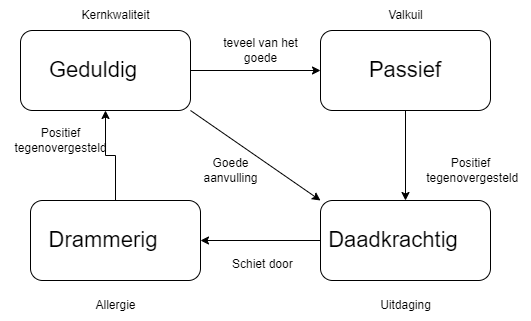 Kernkwaliteit
Valkuil
Geduldig
teveel van het
goede
Passief
Positief
tegenovergesteld
Goede
aanvulling
Positief
tegenovergesteld
Drammerig
Daadkrachtig
Schiet door
Allergie
Uitdaging